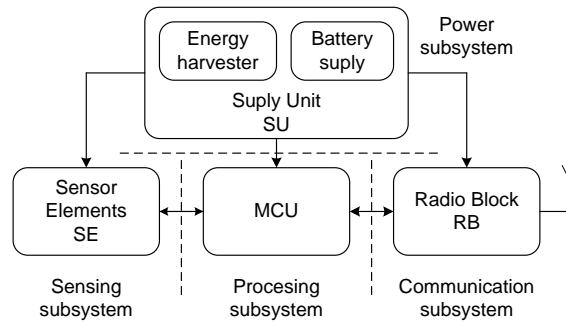 Energy
harvester
Battery
suply
Power
subsystem
Suply Unit
SU
Sensor
Elements
SE
MCU
Radio Block
RB
Sensing
subsystem
Procesing
subsystem
Communication
subsystem